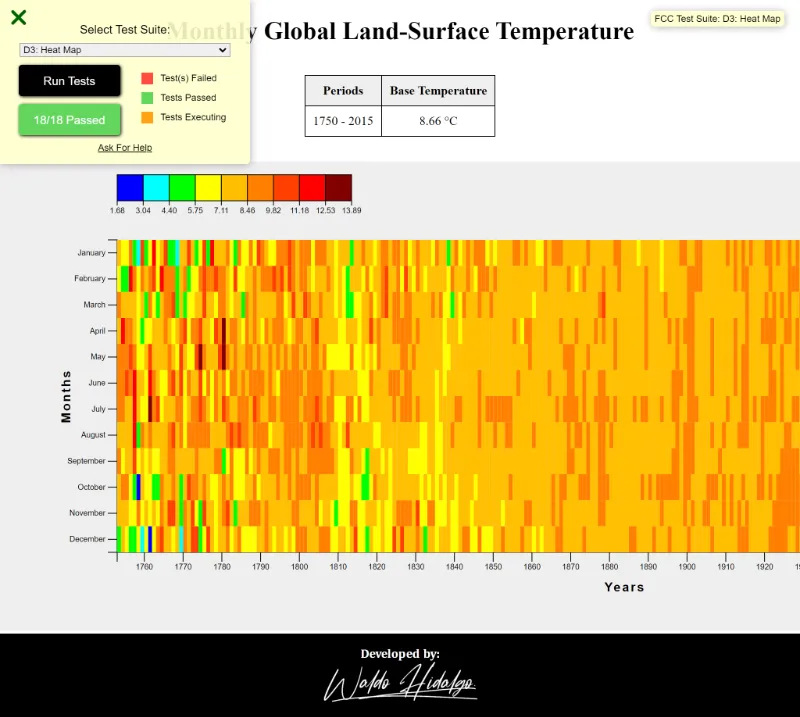 Select Test Suite:
D3: Heat Map
Run Tests
18/18 Passed
Test(s) Failed
Tests Passed
Tests Executing
Ask For Help
Monthly Global Land-Surface Temperature
FCC Test Suite: D3: Heat Map
Periods Base Temperature
1750 - 2015 8.66 °C
1.68 3.04 4.40 5.75 7.11 8.46 9.82 11.18 12.53 13.89
Months
January
February
March
April
May
June
July
August
September
October
November
December
1760 1770 1780 1790 1800 1810 1820 1830 1840 1850 1860 1870 1880 1890 1900 1910 1920
Years
Developed by:
Waldo Hidalgo.